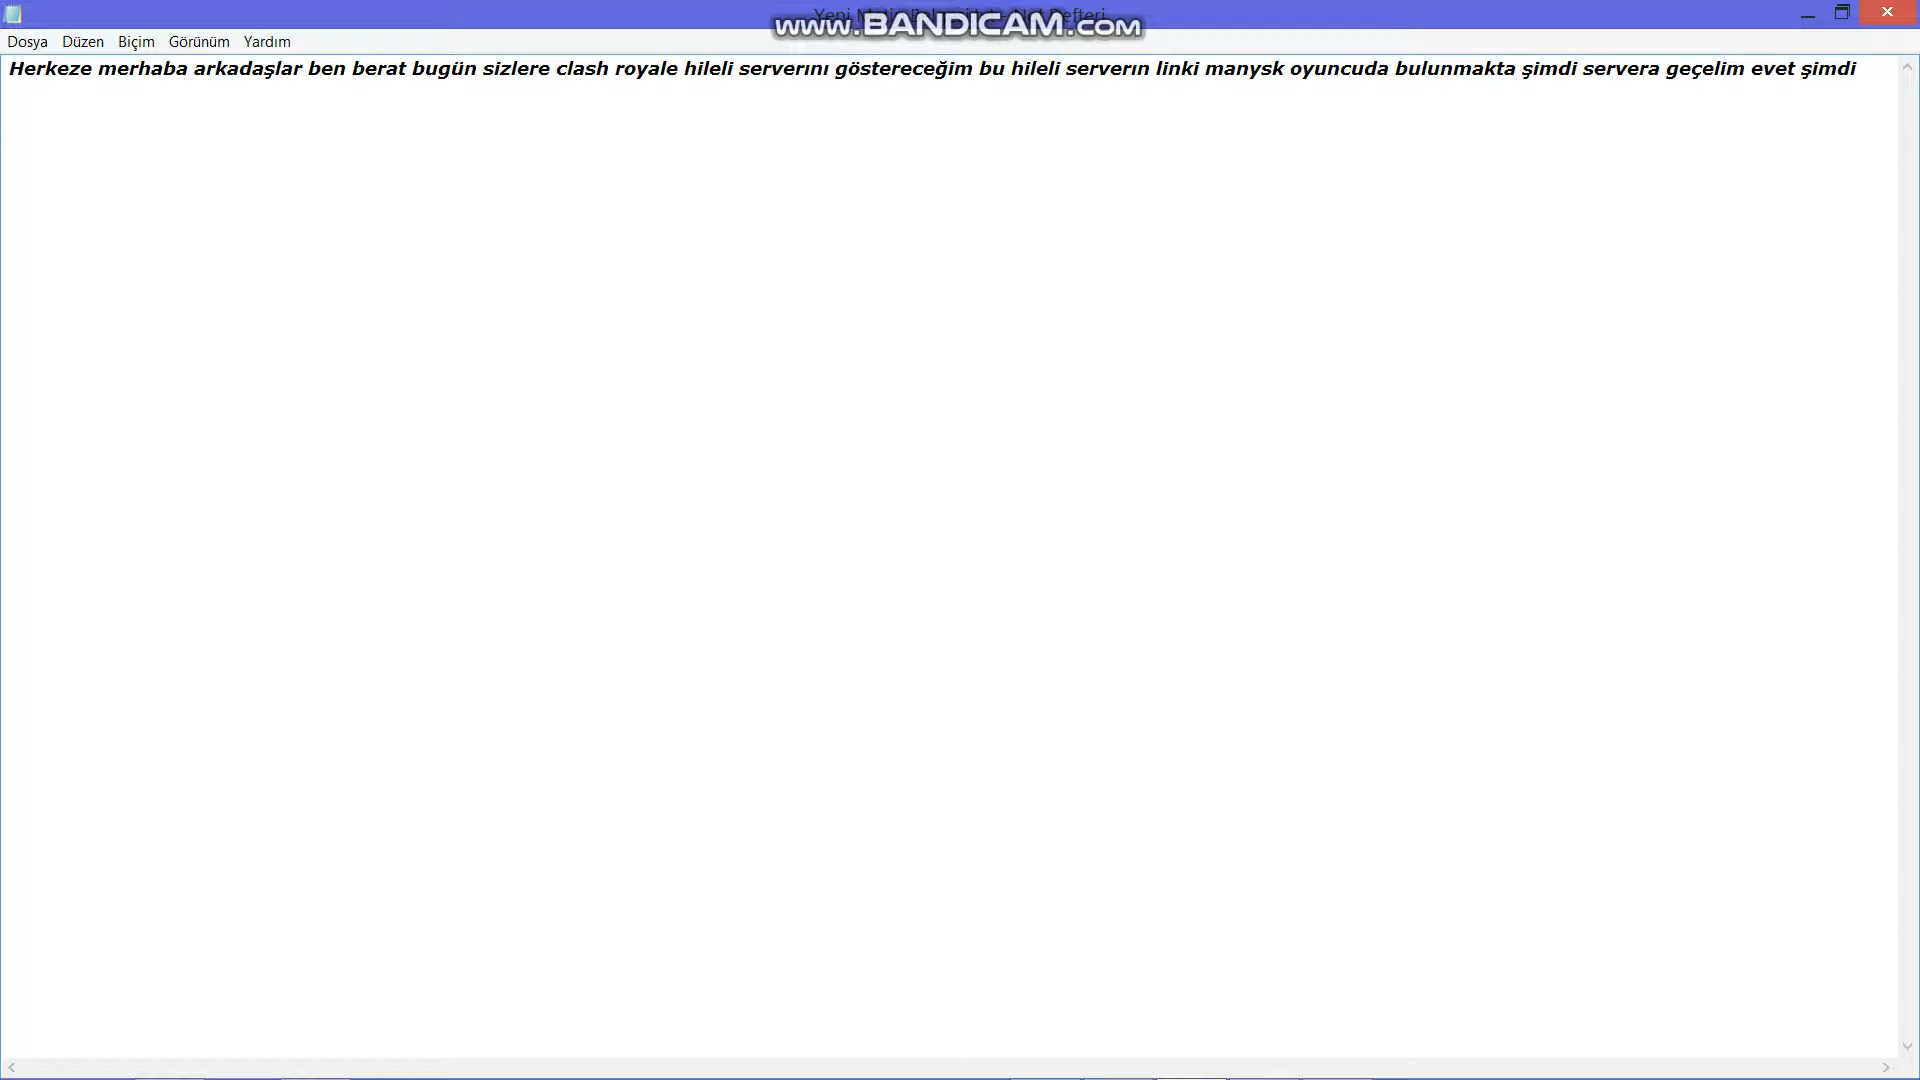 www.BANDICAM.com
Dosya Düzen Biçim Görünüm Yardım
Herkeze merhaba arkadaşlar ben berat bugün sizlere clash royale hileli serverını göstereceğim bu hileli serverın linki manysk oyuncuda bulunmakta şimdi servera geçelim evet şimdi